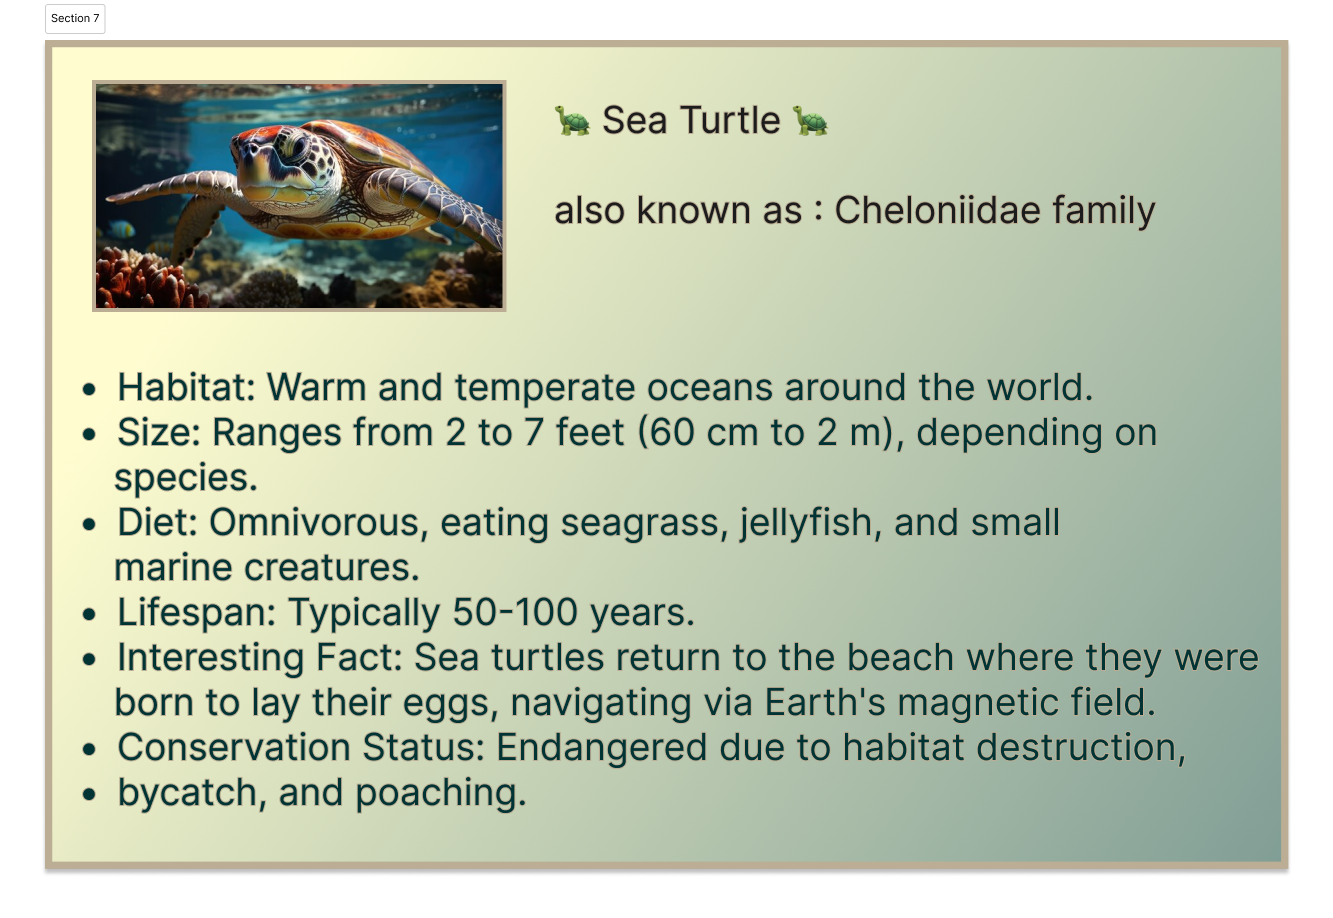 Section 7
🐢 Sea Turtle 🐢
also known as : Cheloniidae family
• Habitat: Warm and temperate oceans around the world.
• Size: Ranges from 2 to 7 feet (60 cm to 2 m), depending on
species.
• Diet: Omnivorous, eating seagrass, jellyfish, and small
marine creatures.
• Lifespan: Typically 50-100 years.
• Interesting Fact: Sea turtles return to the beach where they were
born to lay their eggs, navigating via Earth's magnetic field.
• Conservation Status: Endangered due to habitat destruction,
• bycatch, and poaching.